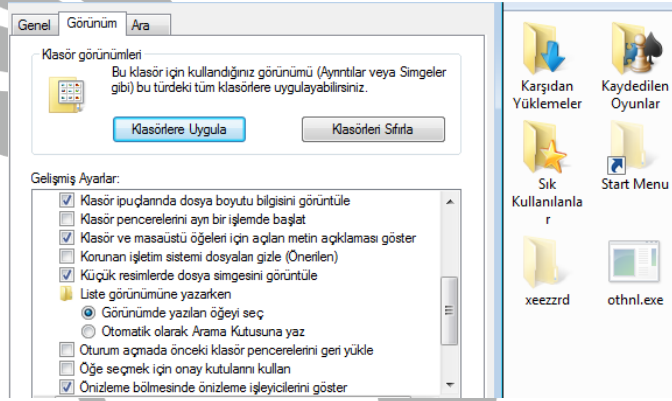 Genel
Görünüm
Ara
Klasör görünümleri
Bu klasör için kullandığınız görünümü (Ayrıntılar veya Simgeler
gibi) bu türdeki tüm klasörlere uygulayabilirsiniz.
Klasörlere Uygula
Klasörleri Sıfırla
Gelişmiş Ayarlar:
Klasör ipuçlarında dosya boyutu bilgisini görüntüle
Klasör pencerelerini ayrı bir işlemde başlat
Klasör ve masaüstü öğeleri için açılan metin açıklaması göster
Korunan işletim sistemi dosyaları gizle (Önerilen)
Küçük resimlerde dosya simgesini görüntüle
Liste görünümüne yazarken
Görünümde yazılan öğeyi seç
Otomatik olarak Arama Kutusuna yaz
Oturum açmada önceki klasör pencerelerini geri yükle
Öğe seçmek için onay kutularını kullan
Önizleme bölmesinde önizleme işleyicilerini göster
Karşıdan
Yüklemeler
Kaydedilen
Oyunlar
Sık
Kullanılanla
r
Start Menu
xeezzrd
othnl.exe